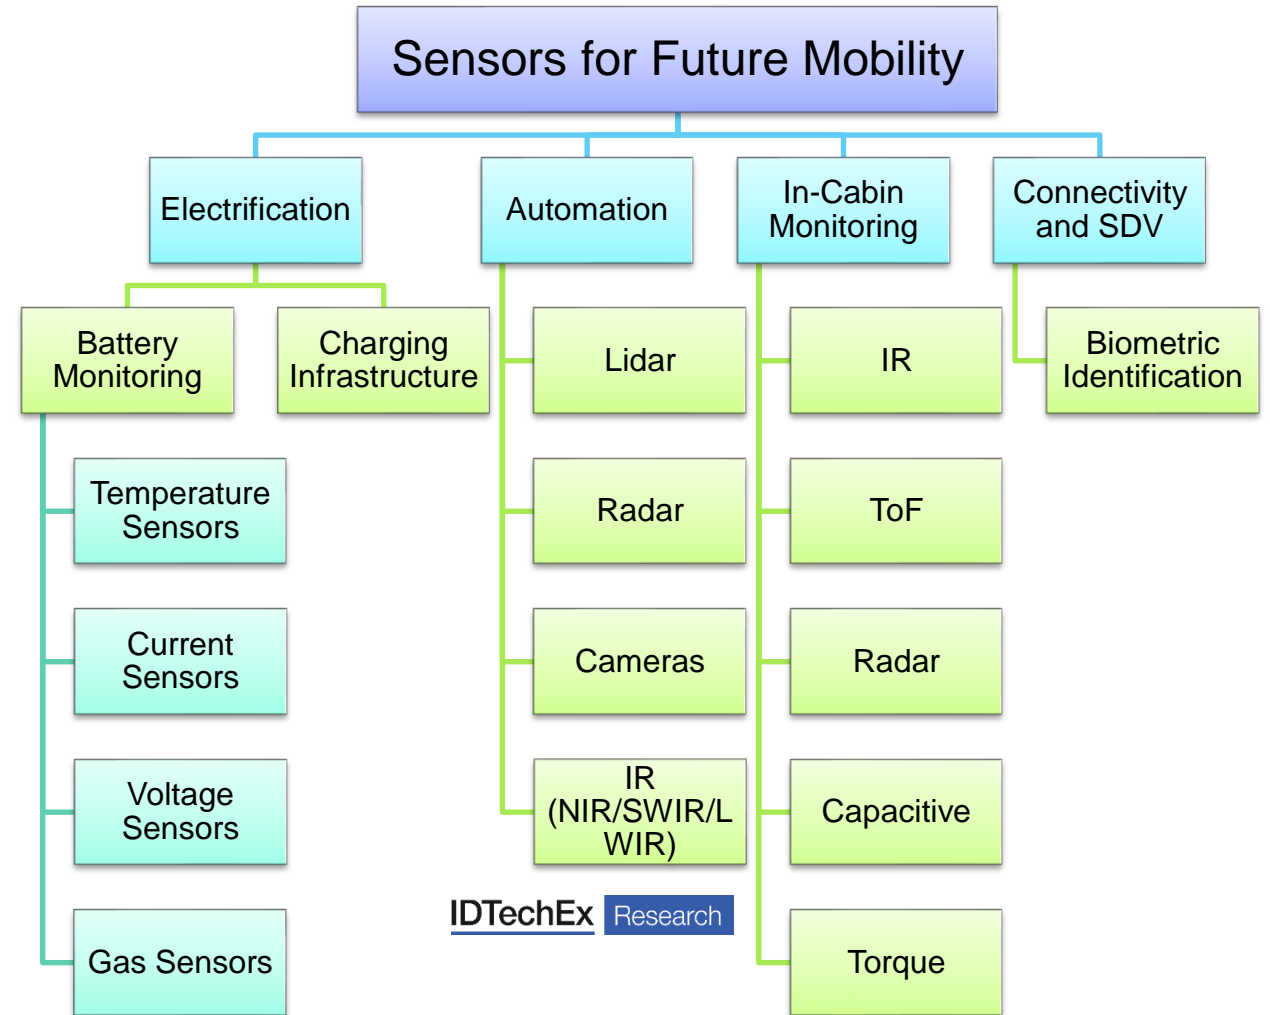 Sensors for Future Mobility
Electrification
Automation
In-Cabin
Monitoring
Connectivity
and SDV
Battery
Monitoring
Charging
Infrastructure
Lidar
IR
Biometric
Identification
Temperature
Sensors
Radar
ToF
Current
Sensors
Cameras
Radar
Voltage
Sensors
IR
(NIR/SWIR/L
WIR)
Capacitive
IDTechEx Research
Gas Sensors
Torque